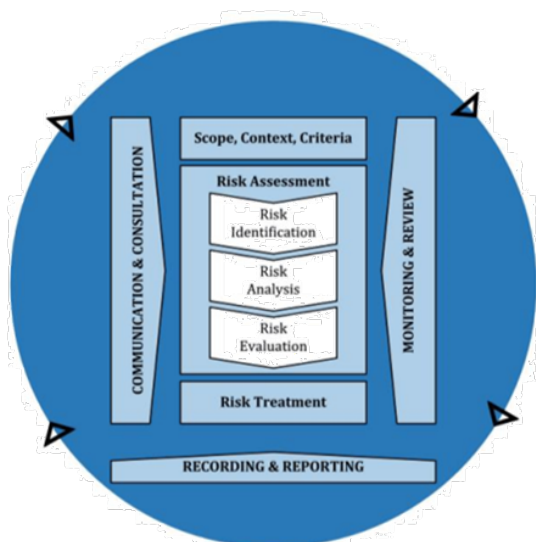 Scope, Context, Criteria
COMMUNICATION & CONSULTATION
Risk Assessment
Risk
Identification
Risk
Analysis
Risk
Evaluation
MONITORING & REVIEW
Risk Treatment
RECORDING & REPORTING